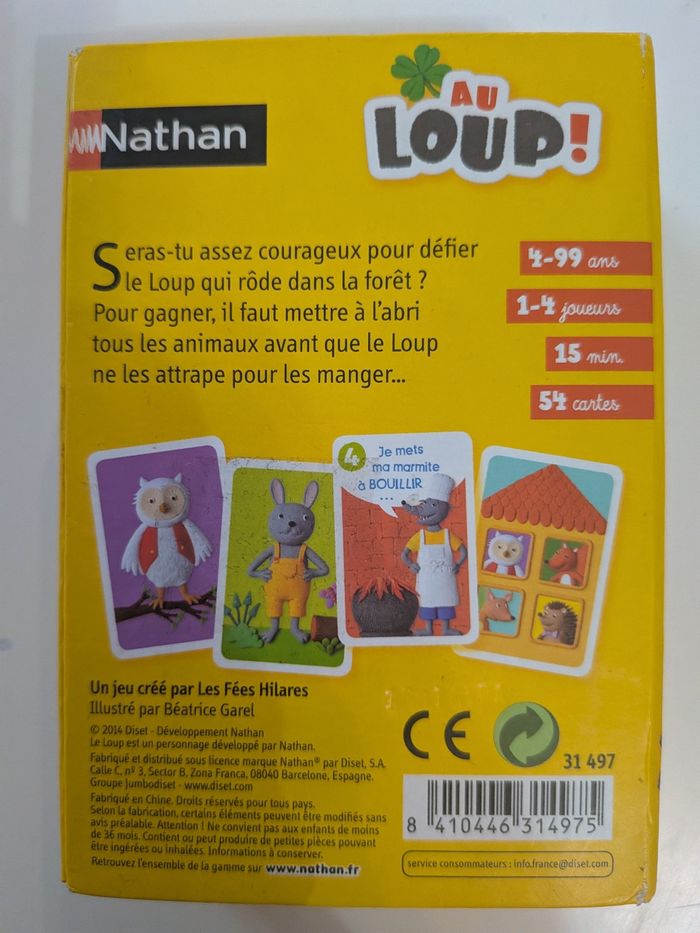 Nathan
AU
LOUP!
Seras-tu assez courageux pour défier
le Loup qui rôde dans la forêt ?
Pour gagner, il faut mettre à l'abri
tous les animaux avant que le Loup
ne les attrape pour les manger...
4-99 ans
1-4 joueurs
15 min.
54 cartes
4
Je mets
ma marmite
à BOUILLIR
...
Un jeu créé par Les Fées Hilares
Illustré par Béatrice Garel
© 2014 Diset - Développement Nathan
Le Loup est un personnage développé par Nathan.
Fabriqué et distribué sous licence marque Nathan® par Diset, S.A.
Calle C, nº 3, Sector B, Zona Franca, 08040 Barcelone, Espagne.
Groupe Jumbodiset - www.diset.com
Fabriqué en Chine. Droits réservés pour tous pays.
Selon la fabrication, certains éléments peuvent être modifiés sans
avis préalable. Attention ! Ne convient pas aux enfants de moins
de 36 mois. Contient ou peut produire de petites pièces pouvant
être ingérées ou inhalées. Informations à conserver.
Retrouvez l'ensemble de la gamme sur www.nathan.fr
CE
31 497
8 410446 314975
service consommateurs : info.france@diset.com